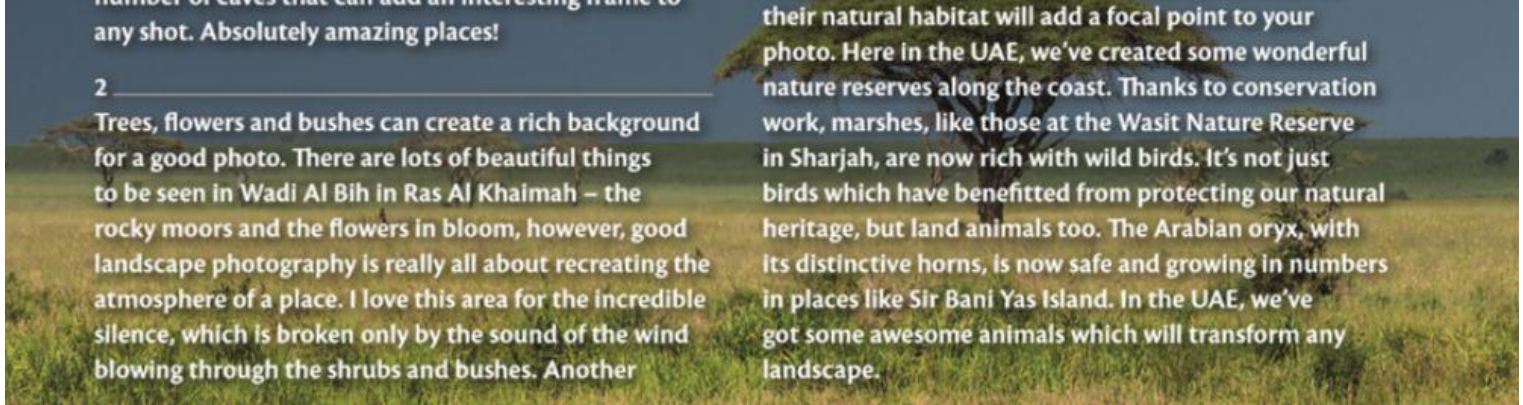 any shot. Absolutely amazing places!
2
Trees, flowers and bushes can create a rich background
for a good photo. There are lots of beautiful things
to be seen in Wadi Al Bih in Ras Al Khaimah – the
rocky moors and the flowers in bloom, however, good
landscape photography is really all about recreating the
atmosphere of a place. I love this area for the incredible
silence, which is broken only by the sound of the wind
blowing through the shrubs and bushes. Another
their natural habitat will add a focal point to your
photo. Here in the UAE, we've created some wonderful
nature reserves along the coast. Thanks to conservation
work, marshes, like those at the Wasit Nature Reserve
in Sharjah, are now rich with wild birds. It's not just
birds which have benefitted from protecting our natural
heritage, but land animals too. The Arabian oryx, with
its distinctive horns, is now safe and growing in numbers
in places like Sir Bani Yas Island. In the UAE, we've
got some awesome animals which will transform any
landscape.